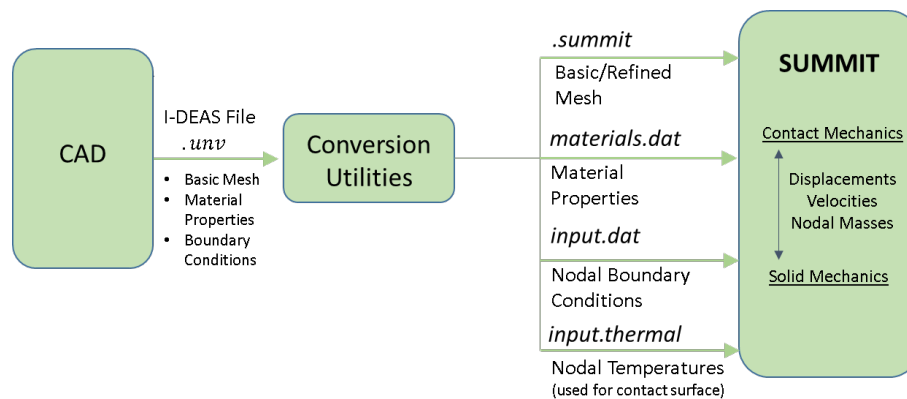 CAD
I-DEAS File
.unv
• Basic Mesh
• Material
Properties
• Boundary
Conditions
Conversion
Utilities
.summit
Basic/Refined
Mesh
materials.dat
Material
Properties
input.dat
Nodal Boundary
Conditions
input.thermal
Nodal Temperatures
(used for contact surface)
SUMMIT
Contact Mechanics
Displacements
Velocities
Nodal Masses
Solid Mechanics